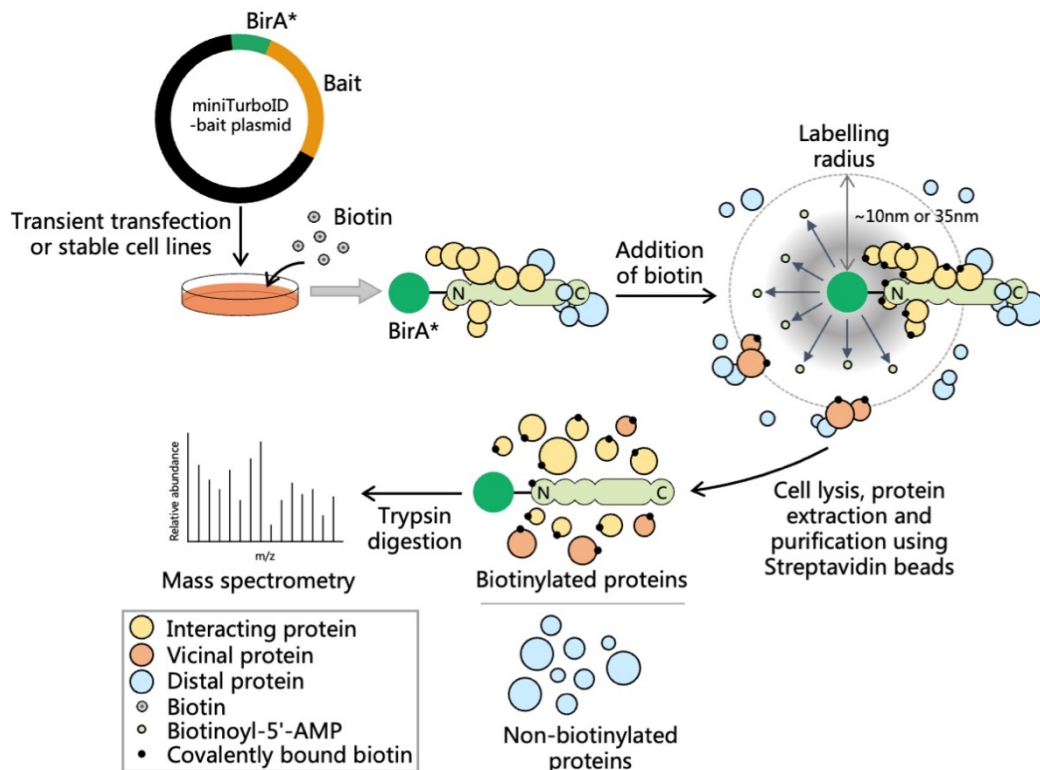 BirA*
Bait
miniTurboID
-bait plasmid
Transient transfection
or stable cell lines
Biotin
BirA*
N
C
Addition
of biotin
Labelling
radius
~10nm or 35nm
N
C
Cell lysis, protein
extraction and
purification using
Streptavidin beads
N
C
Biotinylated proteins
Non-biotinylated
proteins
Trypsin
digestion
Relative abundance
m/z
Mass spectrometry
Interacting protein
Vicinal protein
Distal protein
Biotin
Biotinoyl-5'-AMP
Covalently bound biotin